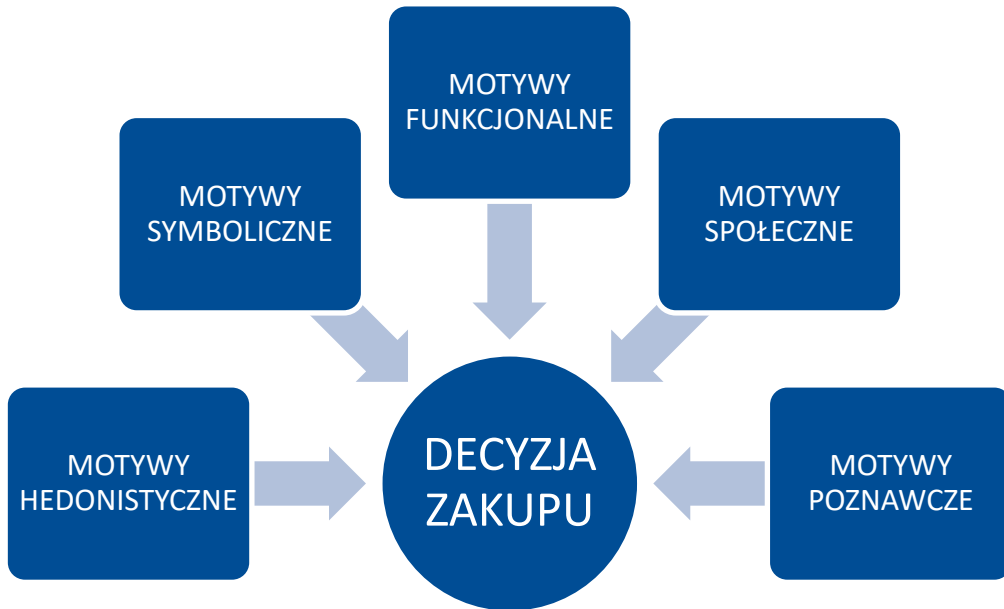 MOTYWY
FUNKCJONALNE
MOTYWY
SYMBOLICZNE
MOTYWY
SPOŁECZNE
MOTYWY
HEDONISTYCZNE
DECYZJA
ZAKUPU
MOTYWY
POZNAWCZE